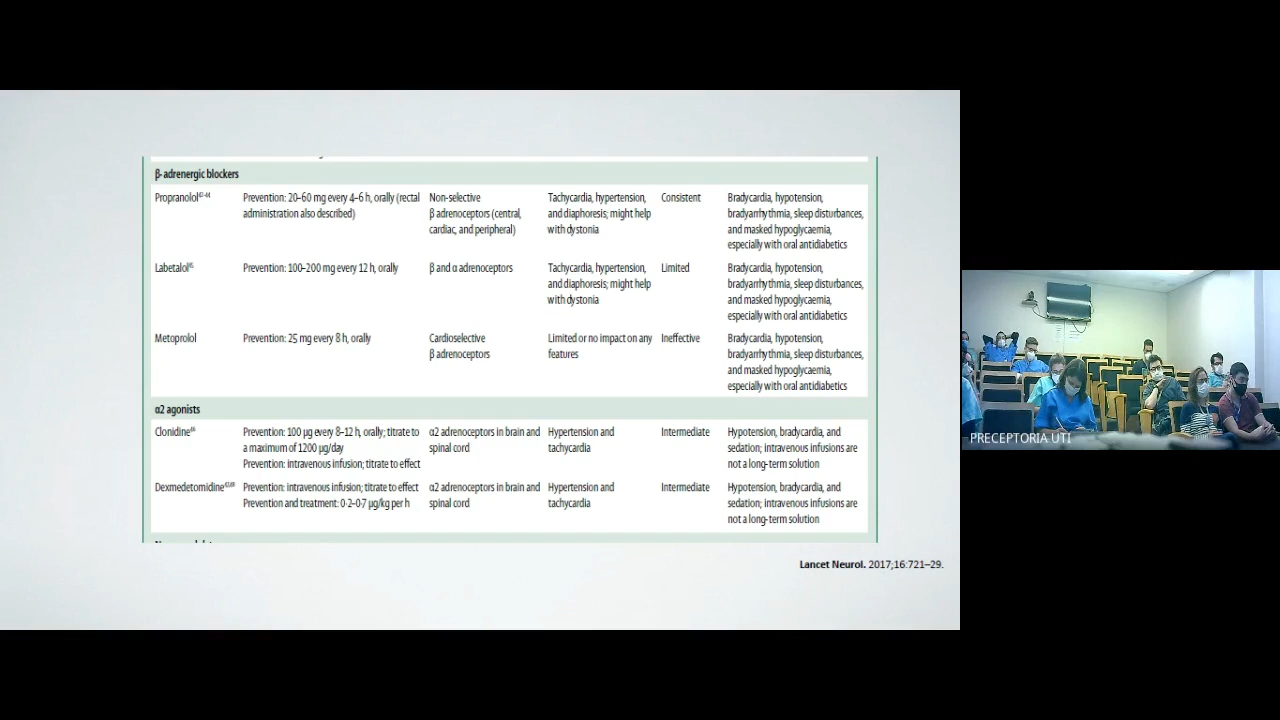 β-adrenergic blockers
Propranolol Prevention: 20–60 mg every 4–6 h, orally (rectal Non-selective Tachycardia, hypertension, Consistent Bradycardia, hypotension,
administration also described) β adrenoceptors (central, and diaphoresis; might help bradyarrhythmia, sleep disturbances,
cardiac, and peripheral) with dystonia and masked hypoglycaemia,
especially with oral antidiabetics
Labetalol Prevention: 100–200 mg every 12 h, orally β and α adrenoceptors Tachycardia, hypertension, Limited Bradycardia, hypotension,
and diaphoresis; might help bradyarrhythmia, sleep disturbances,
with dystonia and masked hypoglycaemia,
especially with oral antidiabetics
Metoprolol Prevention: 25 mg every 8 h, orally Cardioselective Limited or no impact on any Ineffective Bradycardia, hypotension,
β adrenoceptors features bradyarrhythmia, sleep disturbances,
and masked hypoglycaemia,
especially with oral antidiabetics
α2 agonists
Clonidine Prevention: 100 μg every 8–12 h, orally; titrate to α2 adrenoceptors in brain and Hypertension and Intermediate Hypotension, bradycardia, and
a maximum of 1200 μg/day spinal cord tachycardia sedation; intravenous infusions are
Prevention: intravenous infusion; titrate to effect not a long-term solution
Dexmedetomidine Prevention: intravenous infusion; titrate to effect α2 adrenoceptors in brain and Hypertension and Intermediate Hypotension, bradycardia, and
Prevention and treatment: 0·2–0·7 μg/kg per h spinal cord tachycardia sedation; intravenous infusions are
not a long-term solution
Lancet Neurol. 2017;16:721–29.
PRECEPTORIA UTI